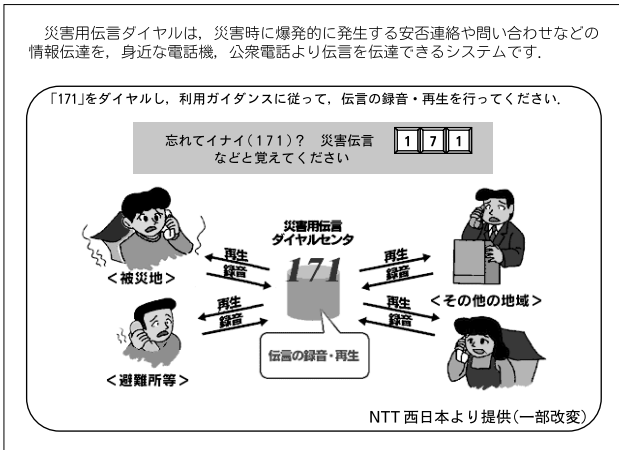 災害用伝言ダイヤルは，災害時に爆発的に発生する安否連絡や問い合わせなどの
情報伝達を，身近な電話機，公衆電話より伝言を伝達できるシステムです．
「171」をダイヤルし，利用ガイダンスに従って，伝言の録音・再生を行ってください．
忘れてイナイ（171）？　災害伝言
などと覚えてください
1 7 1
災害用伝言
ダイヤルセンタ
171
再生
録音
＜被災地＞
再生
録音
＜避難所等＞
再生
録音
＜その他の地域＞
再生
録音
伝言の録音・再生
NTT 西日本より提供（一部改変）